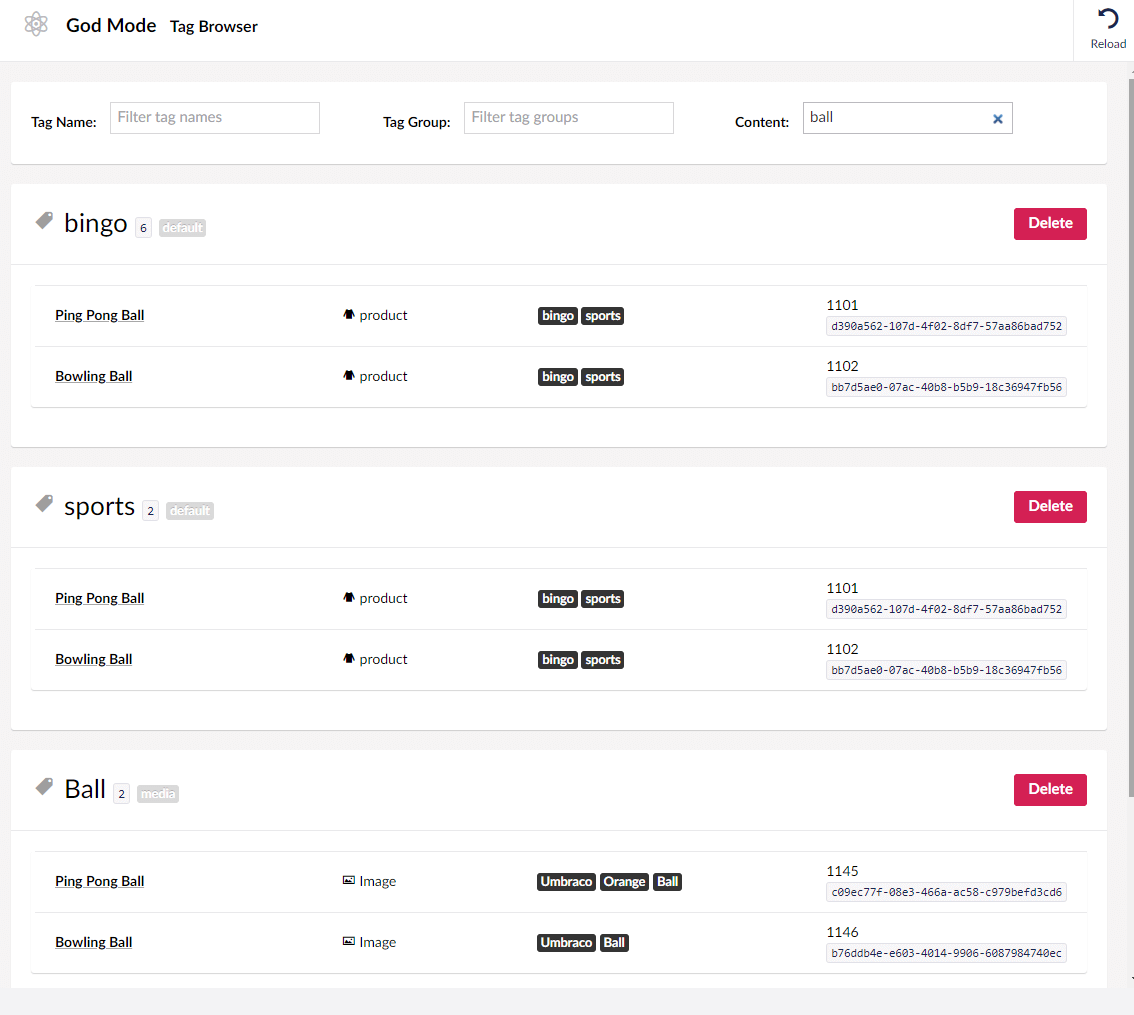 God Mode Tag Browser
Reload
Tag Name: Filter tag names Tag Group: Filter tag groups Content: ball
bingo 6 default Delete
Ping Pong Ball product bingo sports 1101
d390a562-107d-4f02-8df7-57aa86bad752
Bowling Ball product bingo sports 1102
bb7d5ae0-07ac-40b8-b5b9-18c36947fb56
sports 2 default Delete
Ping Pong Ball product bingo sports 1101
d390a562-107d-4f02-8df7-57aa86bad752
Bowling Ball product bingo sports 1102
bb7d5ae0-07ac-40b8-b5b9-18c36947fb56
Ball 2 media Delete
Ping Pong Ball Image Umbraco Orange Ball 1145
c09ec77f-08e3-466a-ac58-c979befd3cd6
Bowling Ball Image Umbraco Ball 1146
b76ddb4e-e603-4014-9906-6087984740ec